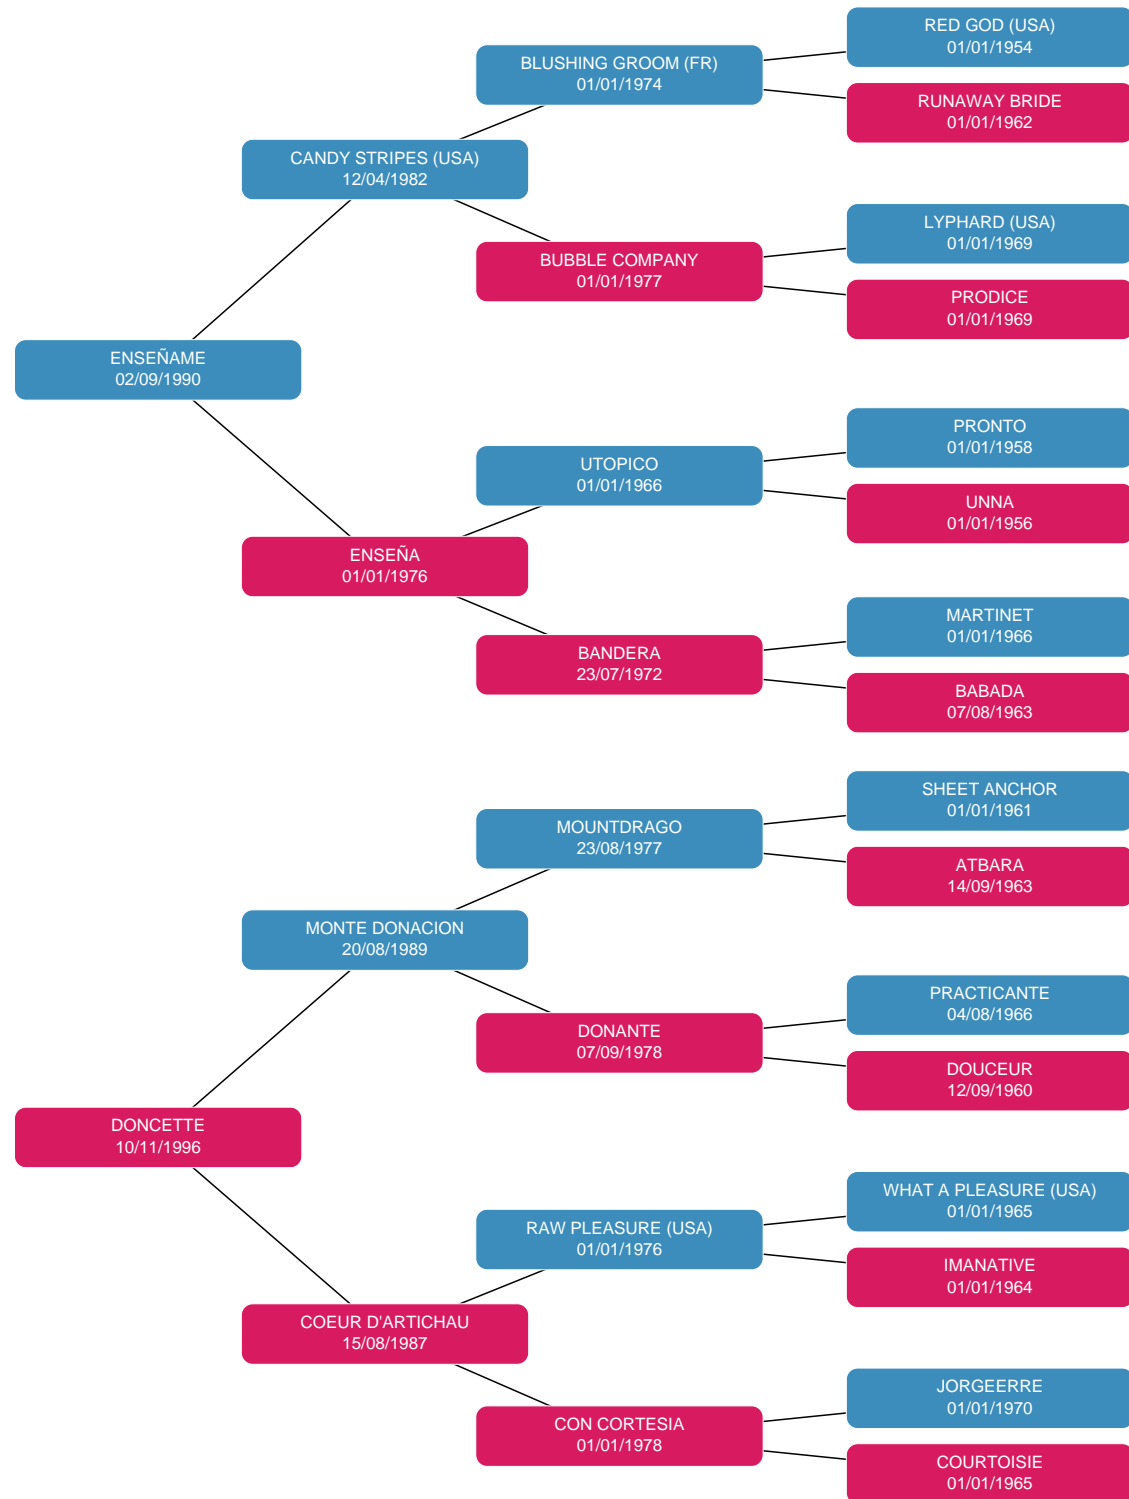 RED GOD (USA)
01/01/1954
BLUSHING GROOM (FR)
01/01/1974
RUNAWAY BRIDE
01/01/1962
CANDY STRIPES (USA)
12/04/1982
LYPHARD (USA)
01/01/1969
BUBBLE COMPANY
01/01/1977
PRODICE
01/01/1969
ENSEÑAME
02/09/1990
PRONTO
01/01/1958
UTOPICO
01/01/1966
UNNA
01/01/1956
ENSEÑA
01/01/1976
MARTINET
01/01/1966
BANDERA
23/07/1972
BABADA
07/08/1963
SHEET ANCHOR
01/01/1961
MOUNTDRAGO
23/08/1977
ATBARA
14/09/1963
MONTE DONACION
20/08/1989
PRACTICANTE
04/08/1966
DONANTE
07/09/1978
DOUCEUR
12/09/1960
DONCETTE
10/11/1996
WHAT A PLEASURE (USA)
01/01/1965
RAW PLEASURE (USA)
01/01/1976
IMANATIVE
01/01/1964
COEUR D'ARTICHAU
15/08/1987
JORGEERRE
01/01/1970
CON CORTESIA
01/01/1978
COURTOISIE
01/01/1965